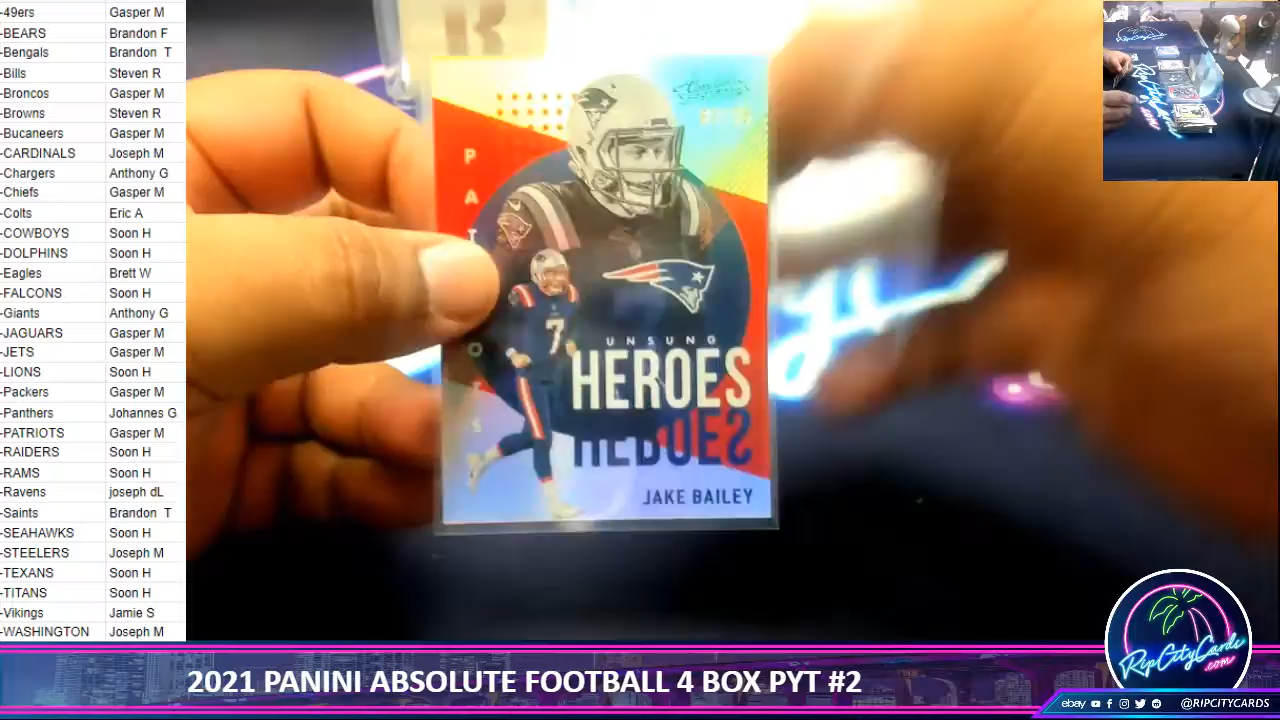 -49ers Gasper M
-BEARS Brandon F
-Bengals Brandon T
-Bills Steven R
-Broncos Gasper M
-Browns Steven R
-Bucaneers Gasper M
-CARDINALS Joseph M
-Chargers Anthony G
-Chiefs Gasper M
-Colts Eric A
-COWBOYS Soon H
-DOLPHINS Soon H
-Eagles Brett W
-FALCONS Soon H
-Giants Anthony G
-JAGUARS Gasper M
-JETS Gasper M
-LIONS Soon H
-Packers Gasper M
-Panthers Johannes G
-PATRIOTS Gasper M
-RAIDERS Soon H
-RAMS Soon H
-Ravens joseph dL
-Saints Brandon T
-SEAHAWKS Soon H
-STEELERS Joseph M
-TEXANS Soon H
-TITANS Soon H
-Vikings Jamie S
-WASHINGTON Joseph M
UNSUNG
HEROES
HEROES
JAKE BAILEY
7
RipCityCards
.com
2021 PANINI ABSOLUTE FOOTBALL 4 BOX PYT #2
ebay @RIPCITYCARDS